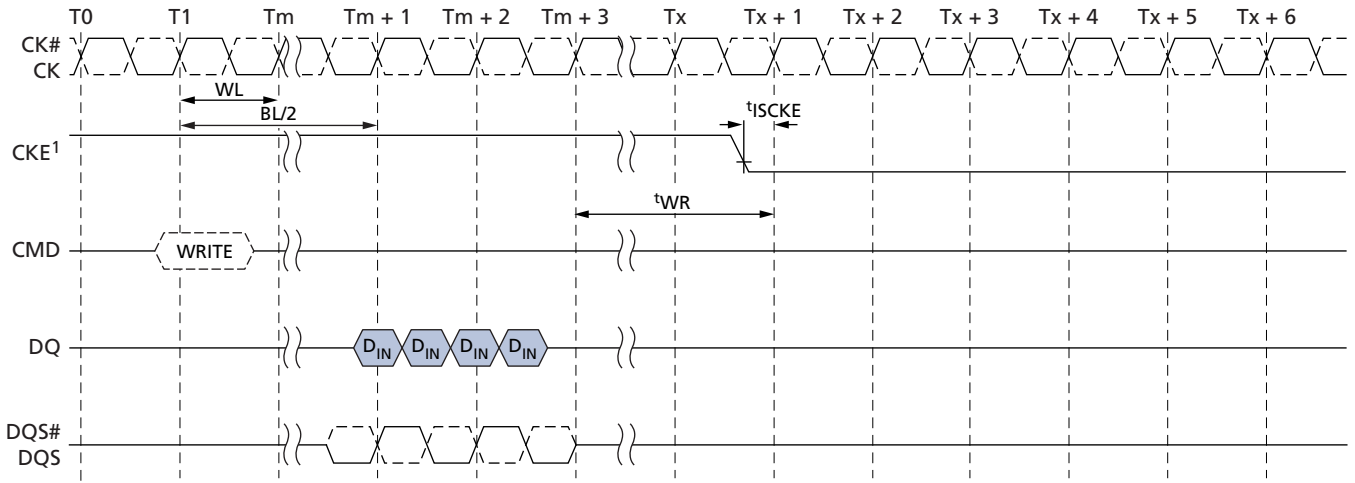 T0 T1 Tm Tm + 1 Tm + 2 Tm + 3 Tx Tx + 1 Tx + 2 Tx + 3 Tx + 4 Tx + 5 Tx + 6
CK#
CK
WL
BL/2
tISCKE
CKE1
tWR
CMD WRITE
DQ DIN DIN DIN DIN
DQS#
DQS